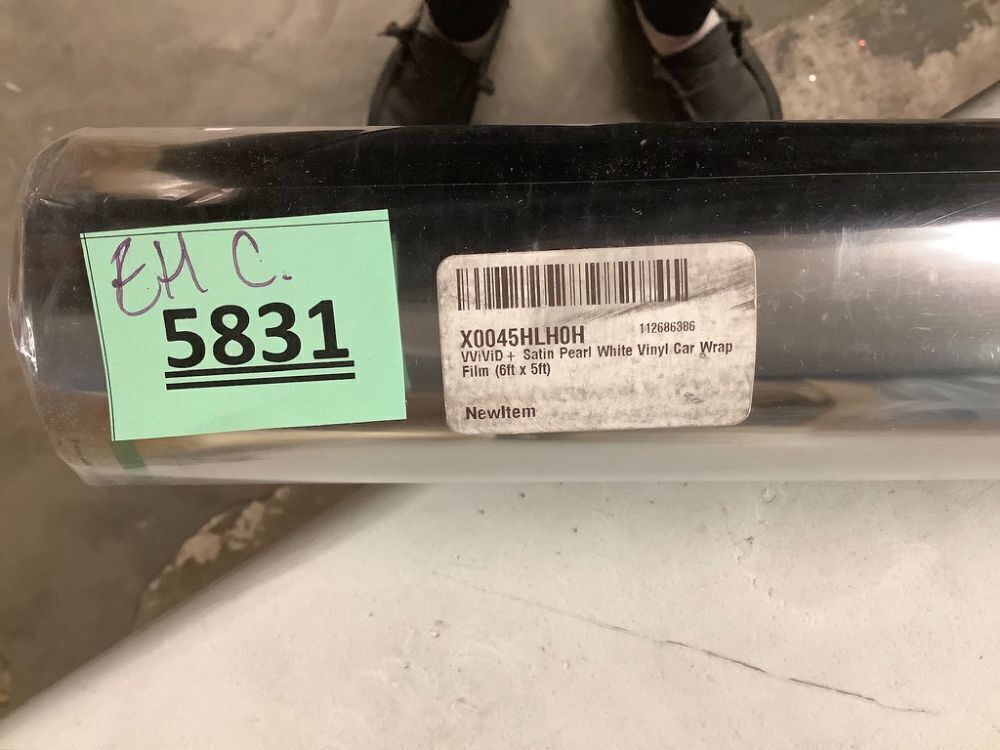 EH C.
5831
X0045HLH0H 112686386
VViViD+ Satin Pearl White Vinyl Car Wrap
Film (6ft x 5ft)
NewItem